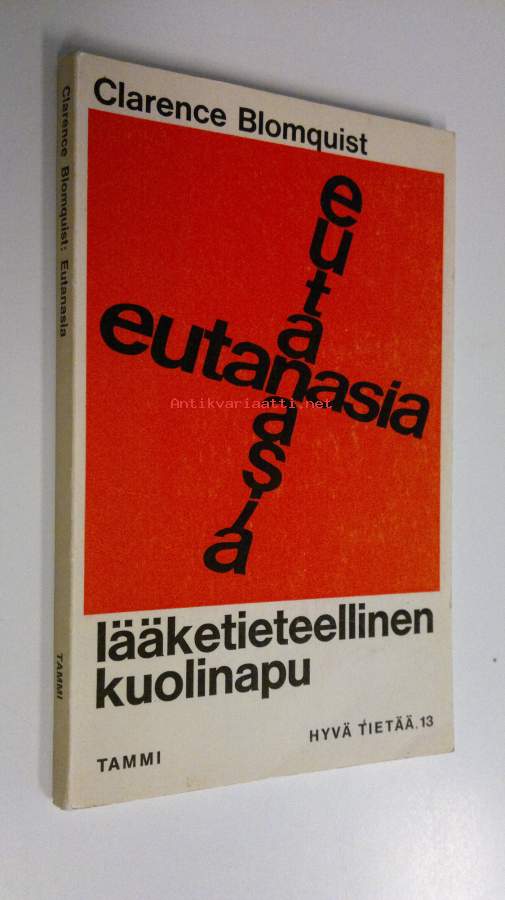 Clarence Blomquist: Eutanasia
TAMMI
Clarence Blomquist
eutanasia
eutanasia
Antikvariaatti.net
lääketieteellinen
kuolinapu
TAMMI
HYVÄ TIETÄÄ.13